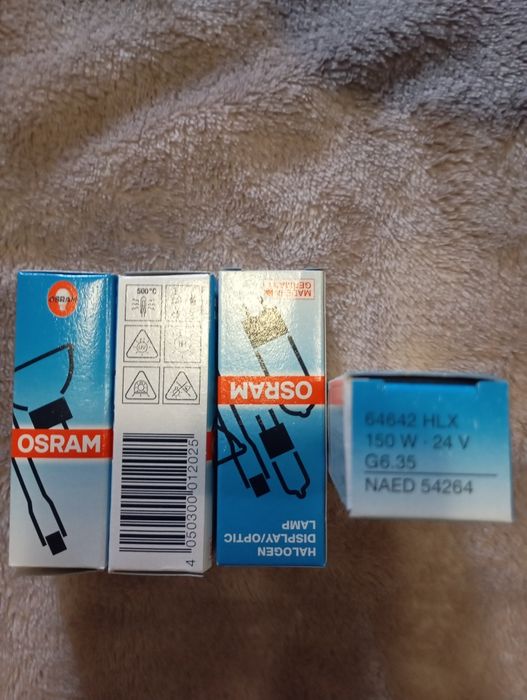 OSRAM
OSRAM
500 °C
UV
4 050300 012025
MADE IN
GERMANY
OSRAM
HALOGEN
DISPLAY/OPTIC
LAMP
64642 HLX
150 W · 24 V
G6.35
NAED 54264